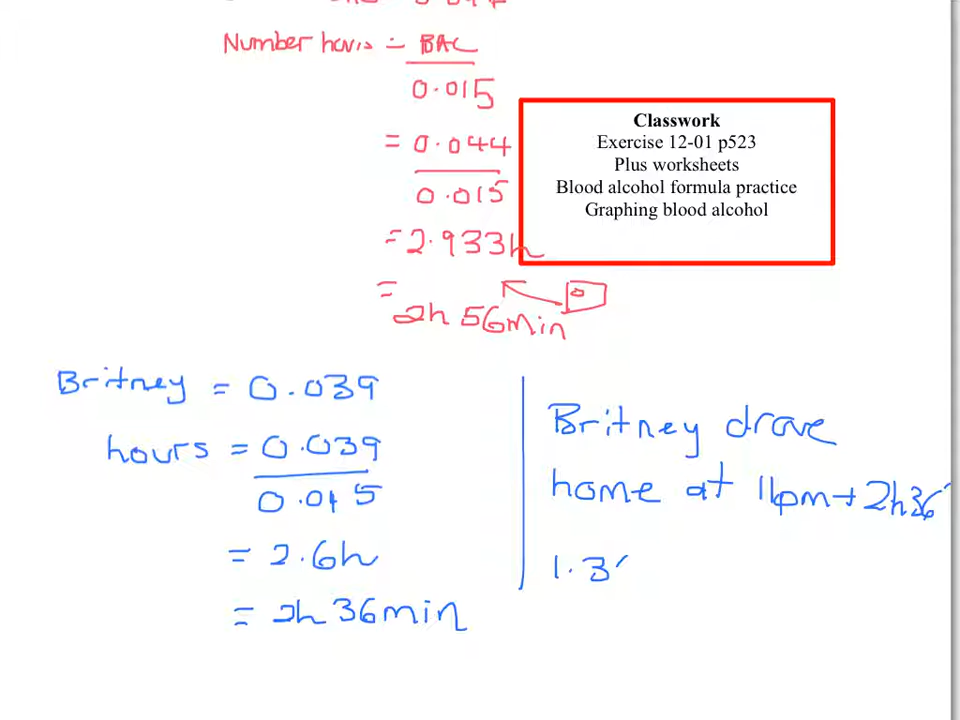 Number hours = BAC
0.015
= 0.044
0.015
= 2.933h
=
2h 56min
Classwork
Exercise 12-01 p523
Plus worksheets
Blood alcohol formula practice
Graphing blood alcohol
Britney = 0.039
hours = 0.039
0.015
= 2.6h
= 2h 36min
Britney drove
home at 11pm + 2h36'
1.3